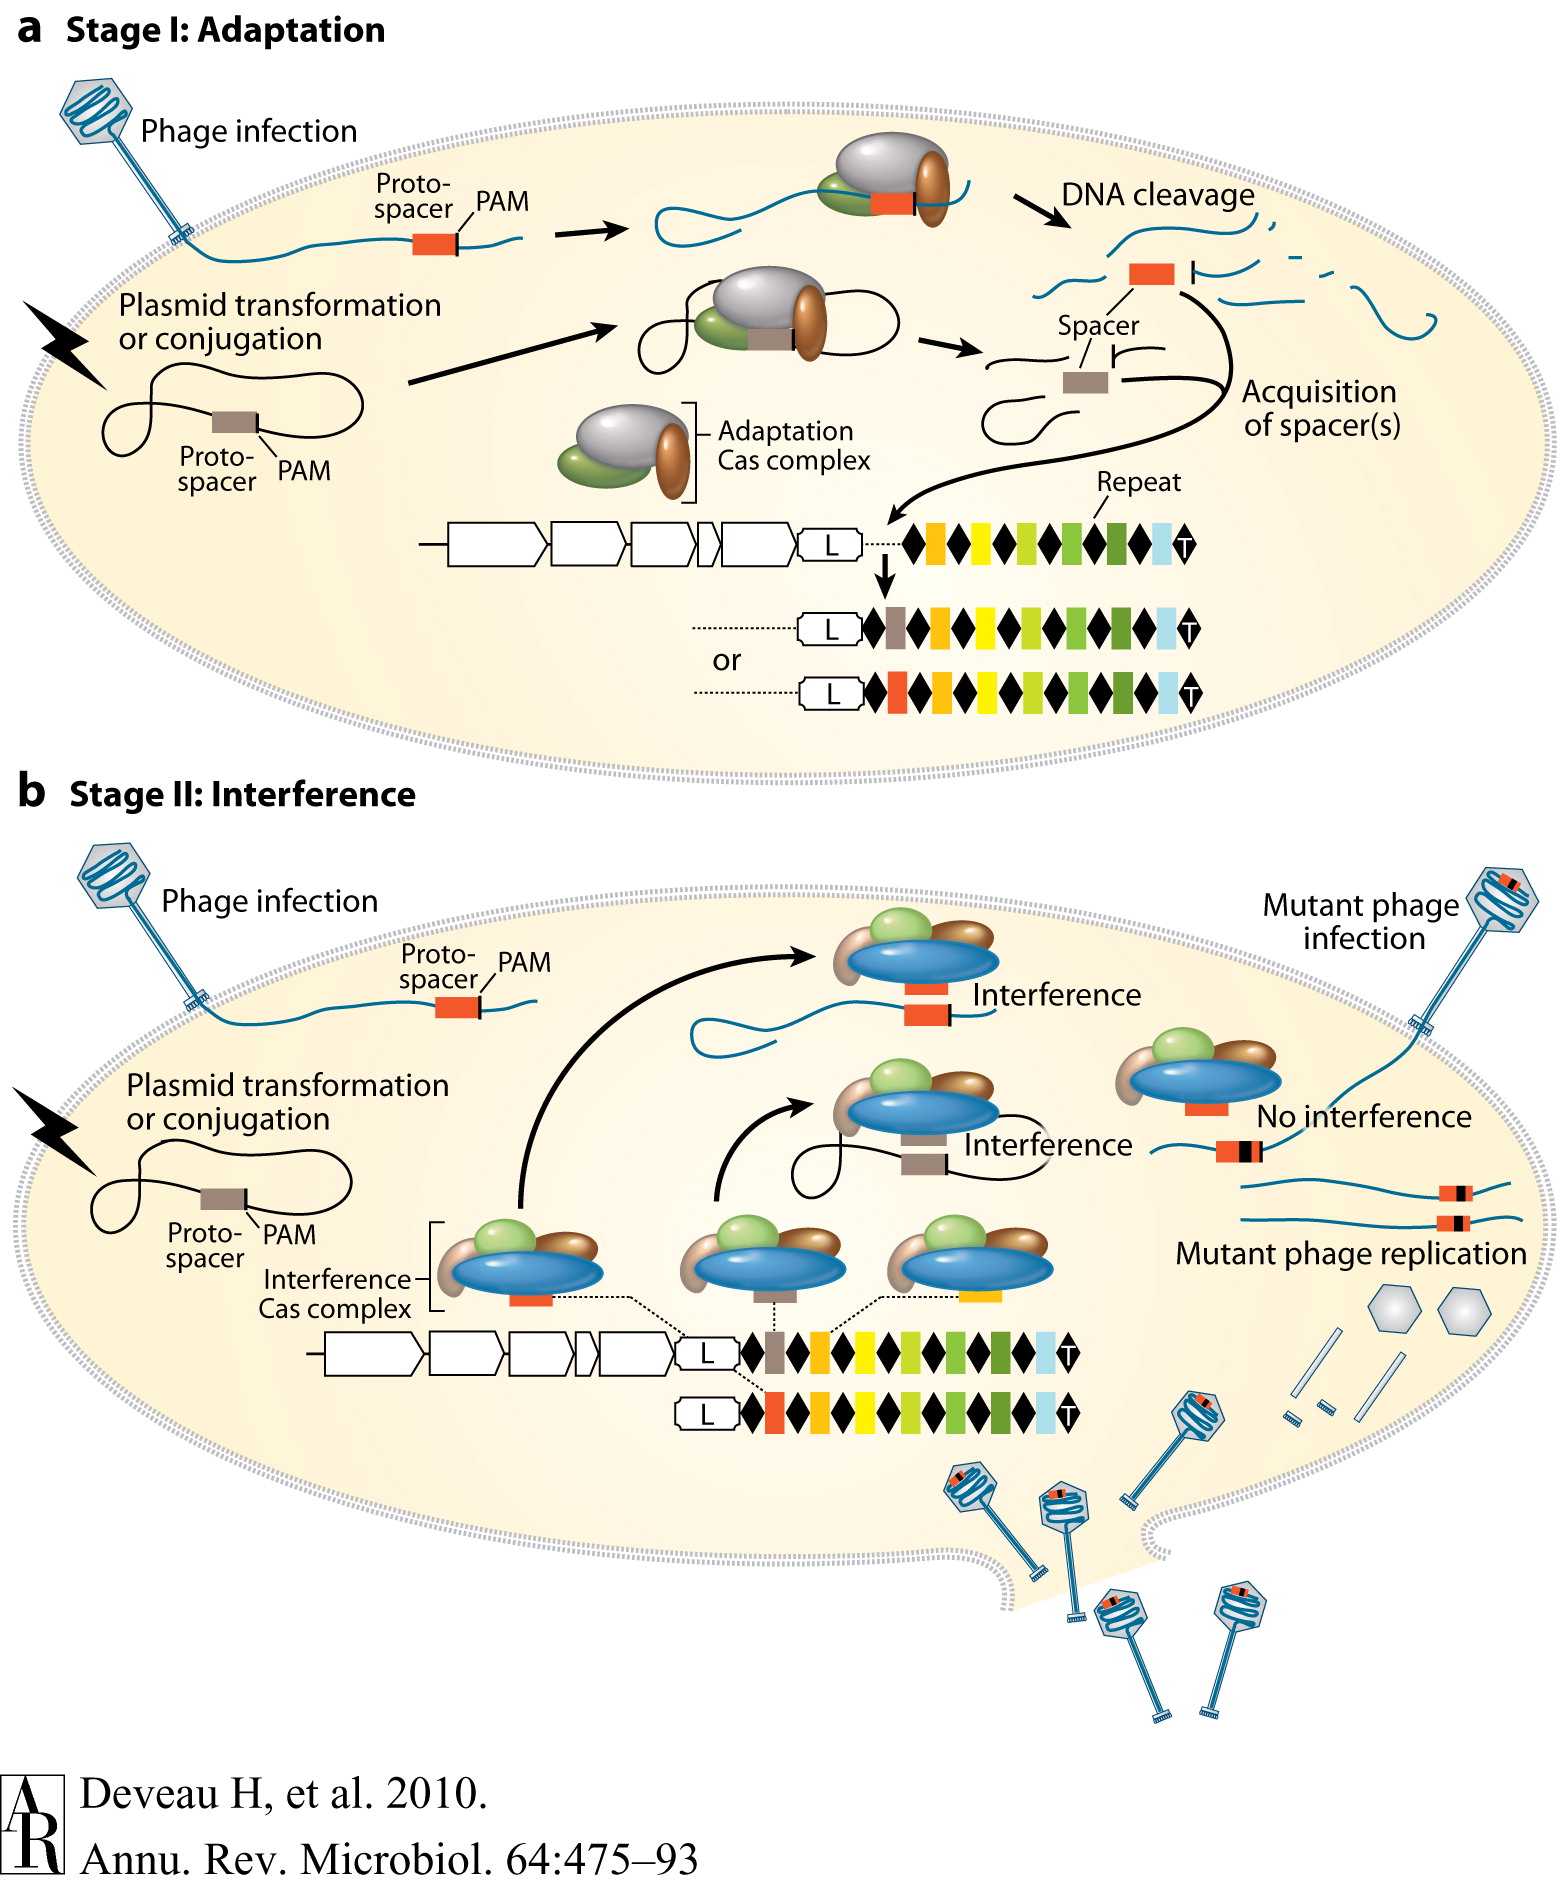 a Stage I: Adaptation
Phage infection
Proto-
spacer
PAM
DNA cleavage
Plasmid transformation
or conjugation
Spacer
Proto-
spacer
PAM
Adaptation
Cas complex
Acquisition
of spacer(s)
Repeat
L
T
L
T
or
L
T
b Stage II: Interference
Phage infection
Proto-
spacer
PAM
Mutant phage
infection
Interference
Plasmid transformation
or conjugation
No interference
Interference
Proto-
spacer
PAM
Mutant phage replication
Interference
Cas complex
L
T
L
T
AR
Deveau H, et al. 2010.
Annu. Rev. Microbiol. 64:475–93